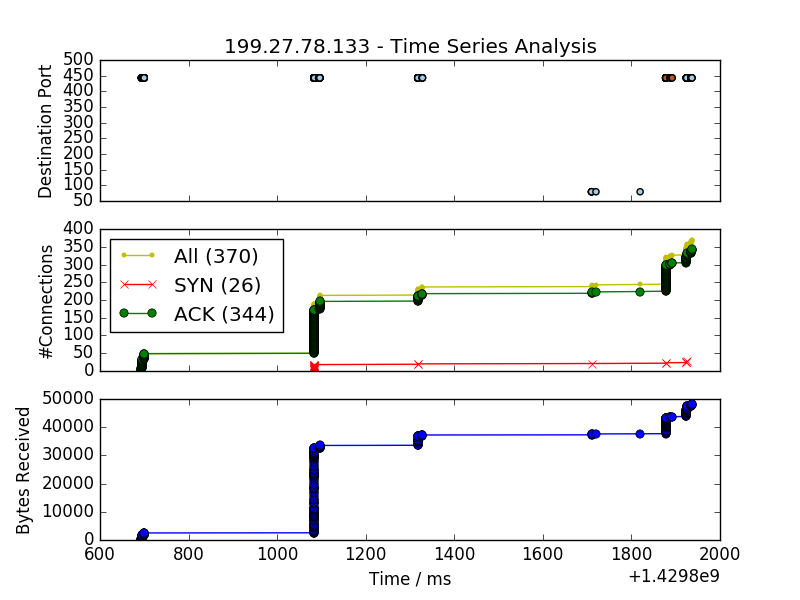 199.27.78.133 - Time Series Analysis
Destination Port
500
450
400
350
300
250
200
150
100
50
#Connections
400
350
300
250
200
150
100
50
0
All (370)
SYN (26)
ACK (344)
Bytes Received
50000
40000
30000
20000
10000
0
600 800 1000 1200 1400 1600 1800 2000
Time / ms
+1.4298e9